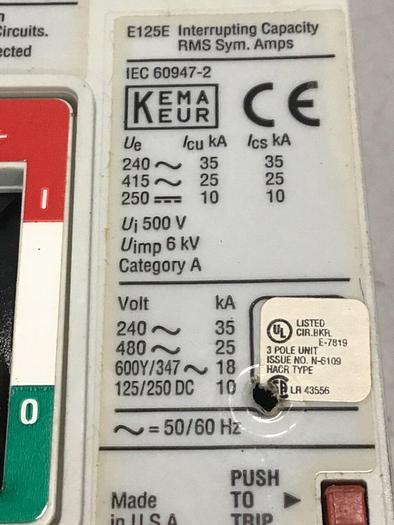 Circuits.
E125E Interrupting Capacity
RMS Sym. Amps
IEC 60947-2
KEMA
KEUR
CE
Ue Icu kA Ics kA
240 ~ 35 35
415 ~ 25 25
250 ⎓ 10 10
Ui 500 V
Uimp 6 kV
Category A
I
O
Volt kA
240 ~ 35
480 ~ 25
600Y/347 ~ 18
125/250 DC 10
UL LISTED
CIR.BKR.
E-7819
3 POLE UNIT
ISSUE NO. N-6109
HACR TYPE
SA LR 43556
~ = 50/60 Hz
Made
in U.S.A
PUSH
TO ▶
TRIP